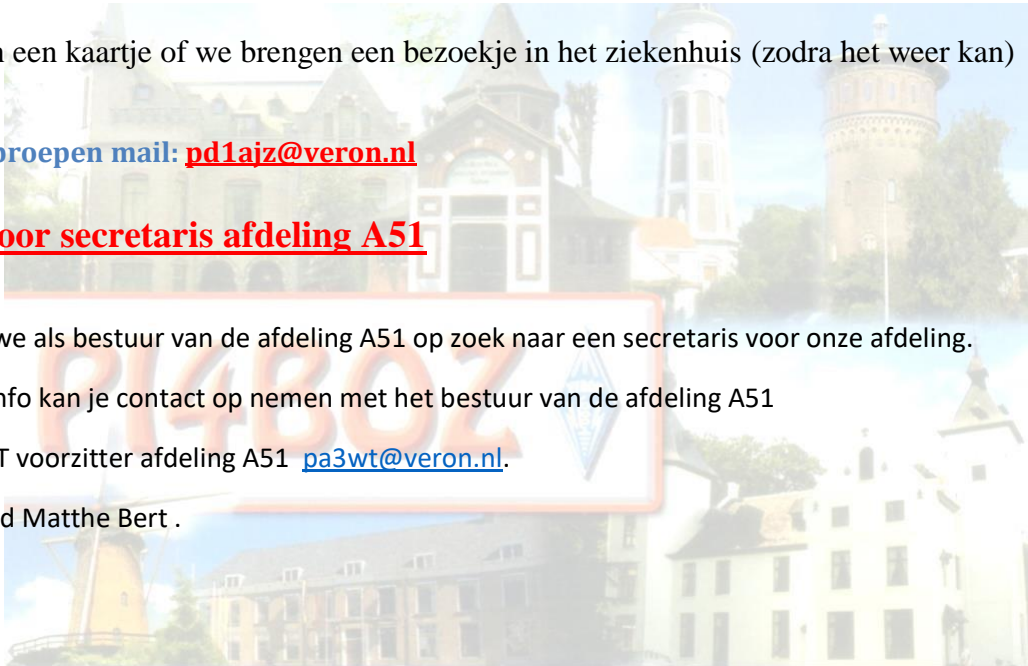 een kaartje of we brengen een bezoekje in het ziekenhuis (zodra het weer kan)
mail: pd1ajz@veron.nl
secretaris afdeling A51
we als bestuur van de afdeling A51 op zoek naar een secretaris voor onze afdeling.
kan je contact op nemen met het bestuur van de afdeling A51
PI4BOZ
T voorzitter afdeling A51 pa3wt@veron.nl.
d Matthe Bert .